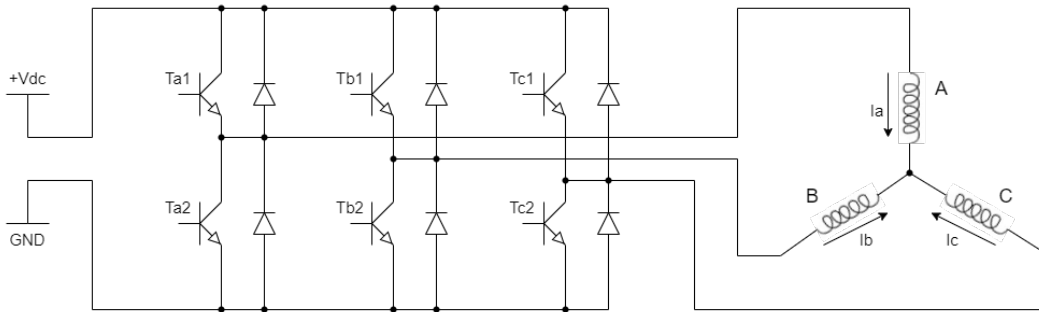 +Vdc
GND
Ta1
Tb1
Tc1
Ta2
Tb2
Tc2
A
Ia
B
C
Ib
Ic